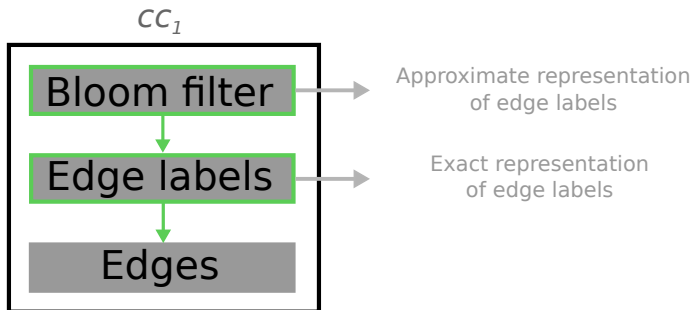 cc₁
Bloom filter
Approximate representation
of edge labels
Edge labels
Exact representation
of edge labels
Edges